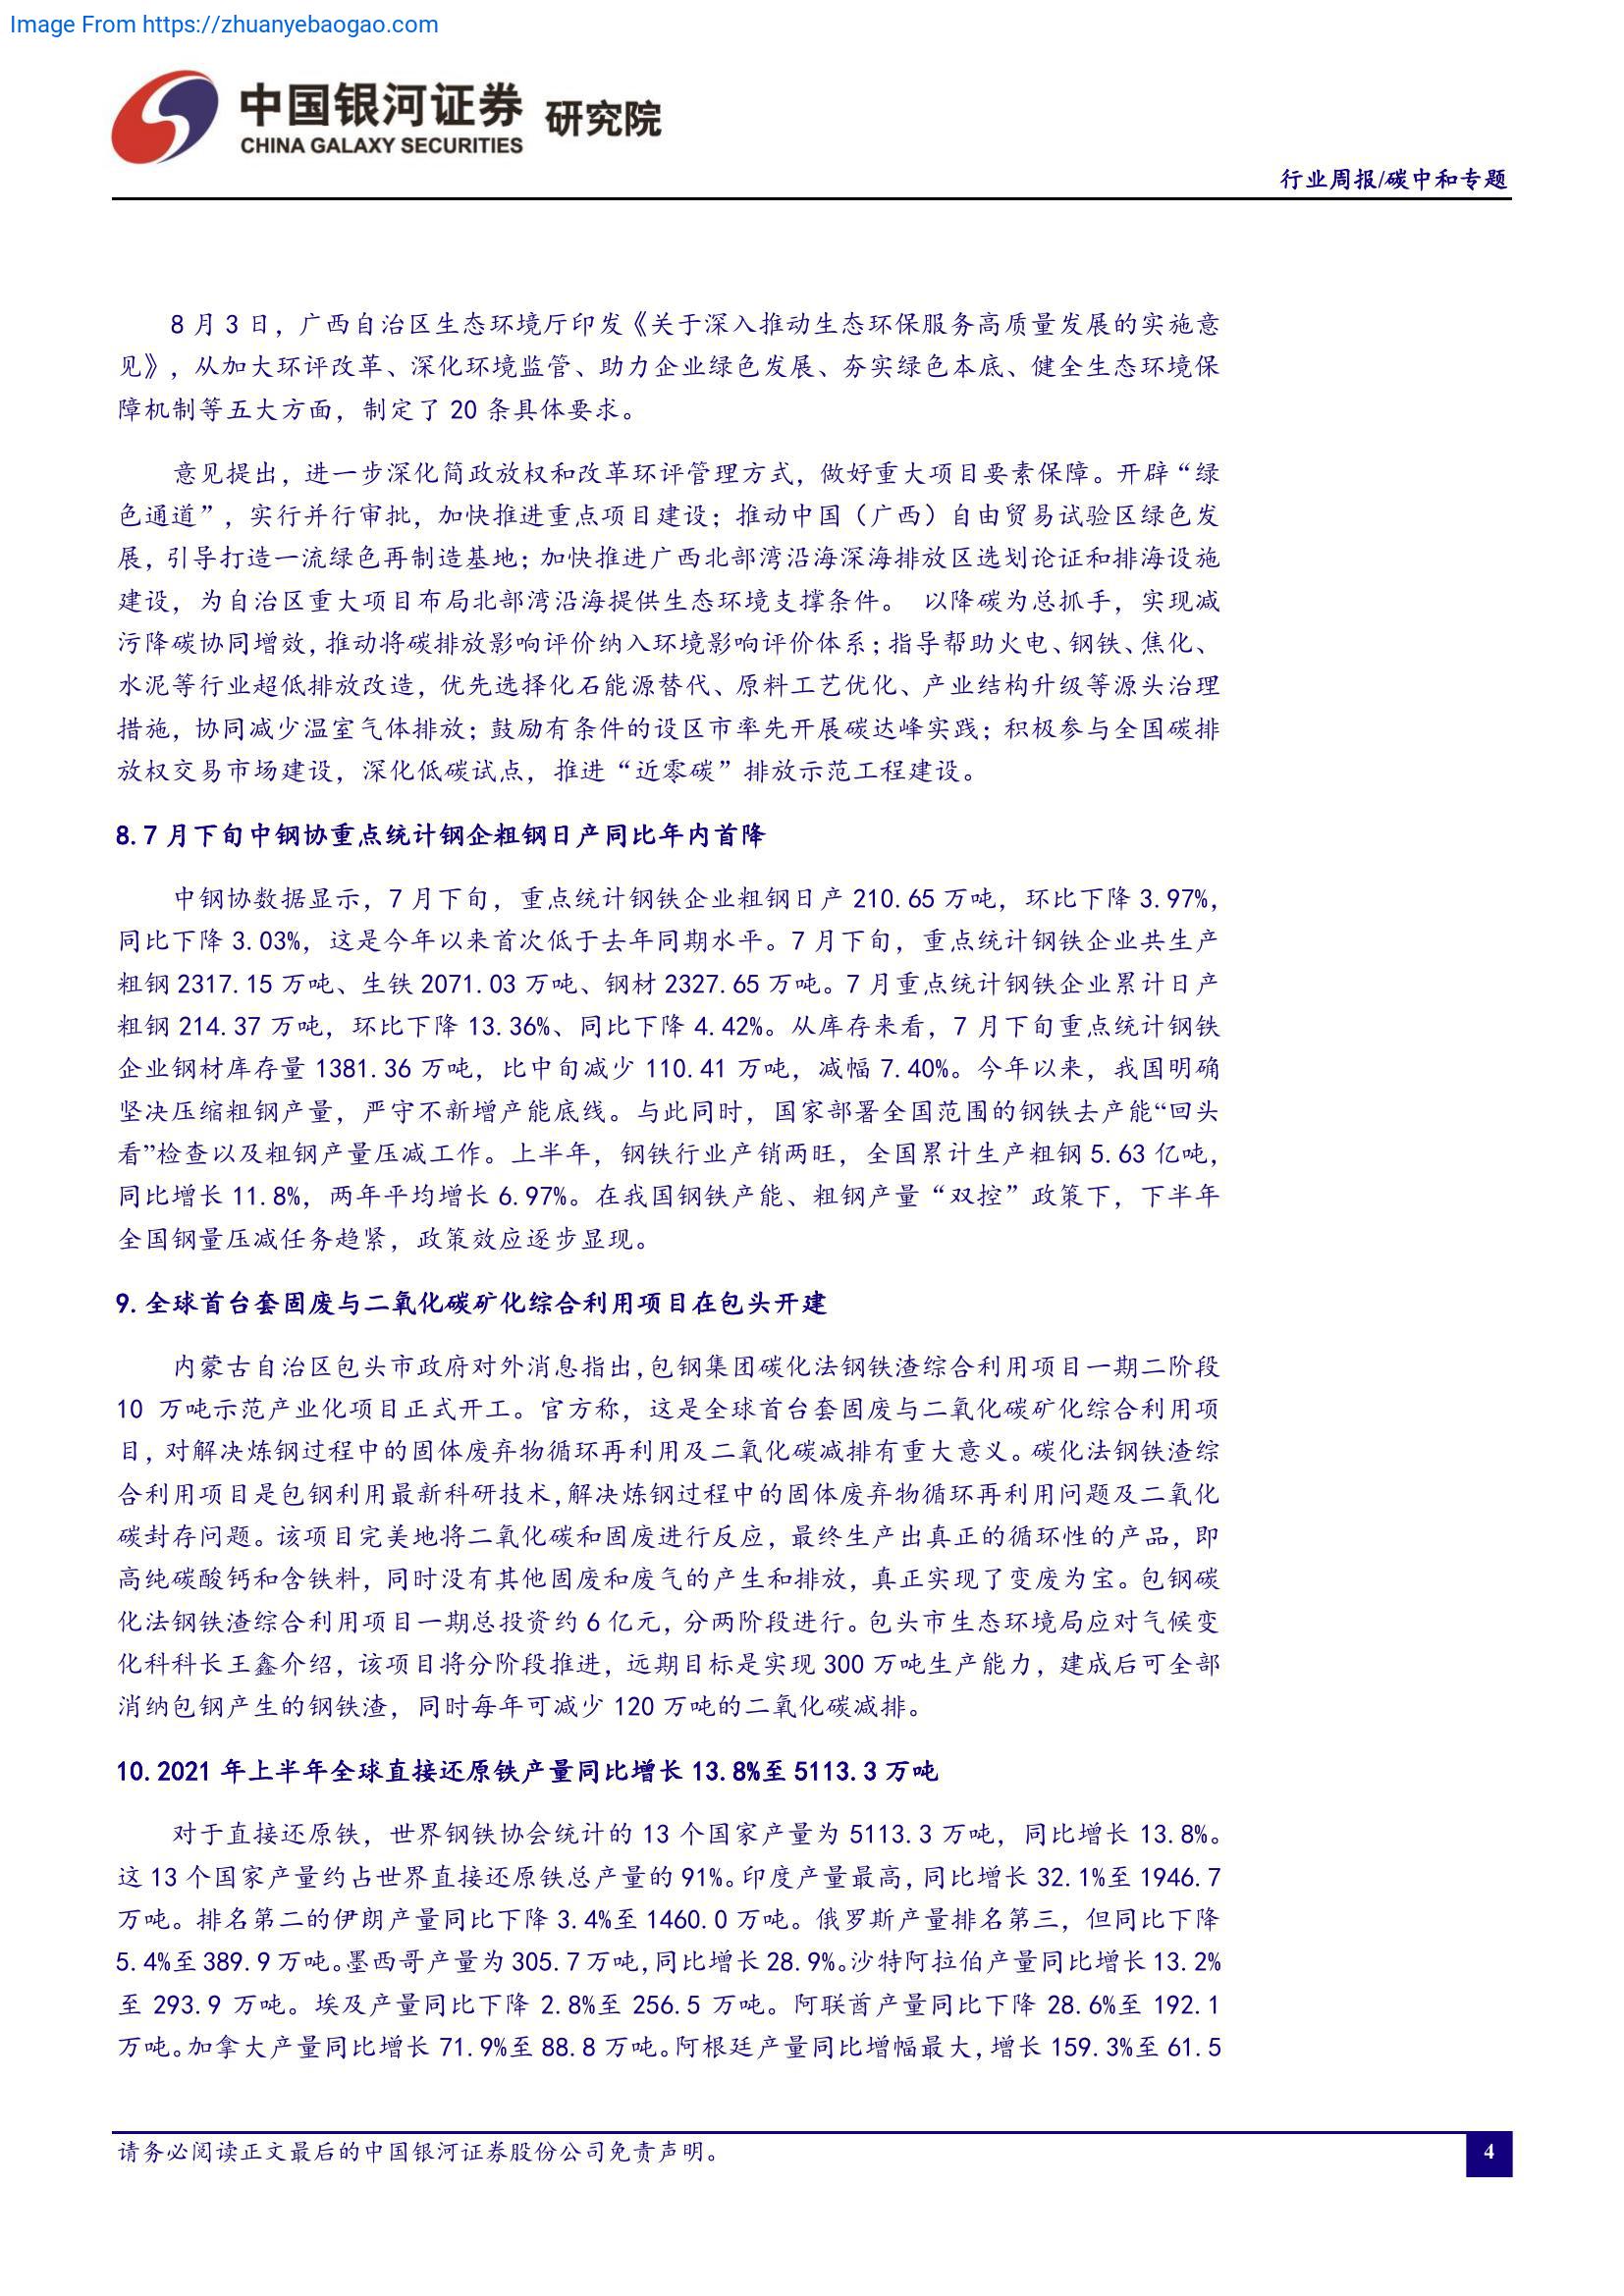 Image From https://zhuanyebaogao.com
中国银河证券 研究院
CHINA GALAXY SECURITIES
行业周报/碳中和专题
8 月 3 日，广西自治区生态环境厅印发《关于深入推动生态环保服务高质量发展的实施意
见》，从加大环评改革、深化环境监管、助力企业绿色发展、夯实绿色本底、健全生态环境保
障机制等五大方面，制定了 20 条具体要求。
意见提出，进一步深化简政放权和改革环评管理方式，做好重大项目要素保障。开辟“绿
色通道”，实行并行审批，加快推进重点项目建设；推动中国（广西）自由贸易试验区绿色发
展，引导打造一流绿色再制造基地；加快推进广西北部湾沿海深海排放区选划论证和排海设施
建设，为自治区重大项目布局北部湾沿海提供生态环境支撑条件。 以降碳为总抓手，实现减
污降碳协同增效，推动将碳排放影响评价纳入环境影响评价体系；指导帮助火电、钢铁、焦化、
水泥等行业超低排放改造，优先选择化石能源替代、原料工艺优化、产业结构升级等源头治理
措施，协同减少温室气体排放；鼓励有条件的设区市率先开展碳达峰实践；积极参与全国碳排
放权交易市场建设，深化低碳试点，推进“近零碳”排放示范工程建设。
8. 7 月下旬中钢协重点统计钢企粗钢日产同比年内首降
中钢协数据显示，7 月下旬，重点统计钢铁企业粗钢日产 210.65 万吨，环比下降 3.97%，
同比下降 3.03%，这是今年以来首次低于去年同期水平。7 月下旬，重点统计钢铁企业共生产
粗钢 2317.15 万吨、生铁 2071.03 万吨、钢材 2327.65 万吨。7 月重点统计钢铁企业累计日产
粗钢 214.37 万吨，环比下降 13.36%、同比下降 4.42%。从库存来看，7 月下旬重点统计钢铁
企业钢材库存量 1381.36 万吨，比中旬减少 110.41 万吨，减幅 7.40%。今年以来，我国明确
坚决压缩粗钢产量，严守不新增产能底线。与此同时，国家部署全国范围的钢铁去产能“回头
看”检查以及粗钢产量压减工作。上半年，钢铁行业产销两旺，全国累计生产粗钢 5.63 亿吨，
同比增长 11.8%，两年平均增长 6.97%。在我国钢铁产能、粗钢产量“双控”政策下，下半年
全国钢量压减任务趋紧，政策效应逐步显现。
9. 全球首台套固废与二氧化碳矿化综合利用项目在包头开建
内蒙古自治区包头市政府对外消息指出，包钢集团碳化法钢铁渣综合利用项目一期二阶段
10 万吨示范产业化项目正式开工。官方称，这是全球首台套固废与二氧化碳矿化综合利用项
目，对解决炼钢过程中的固体废弃物循环再利用及二氧化碳减排有重大意义。碳化法钢铁渣综
合利用项目是包钢利用最新科研技术，解决炼钢过程中的固体废弃物循环再利用问题及二氧化
碳封存问题。该项目完美地将二氧化碳和固废进行反应，最终生产出真正的循环性的产品，即
高纯碳酸钙和含铁料，同时没有其他固废和废气的产生和排放，真正实现了变废为宝。包钢碳
化法钢铁渣综合利用项目一期总投资约 6 亿元，分两阶段进行。包头市生态环境局应对气候变
化科科长王鑫介绍，该项目将分阶段推进，远期目标是实现 300 万吨生产能力，建成后可全部
消纳包钢产生的钢铁渣，同时每年可减少 120 万吨的二氧化碳减排。
10. 2021 年上半年全球直接还原铁产量同比增长 13.8%至 5113.3 万吨
对于直接还原铁，世界钢铁协会统计的 13 个国家产量为 5113.3 万吨，同比增长 13.8%。
这 13 个国家产量约占世界直接还原铁总产量的 91%。印度产量最高，同比增长 32.1%至 1946.7
万吨。排名第二的伊朗产量同比下降 3.4%至 1460.0 万吨。俄罗斯产量排名第三，但同比下降
5.4%至 389.9 万吨。墨西哥产量为 305.7 万吨，同比增长 28.9%。沙特阿拉伯产量同比增长 13.2%
至 293.9 万吨。埃及产量同比下降 2.8%至 256.5 万吨。阿联酋产量同比下降 28.6%至 192.1
万吨。加拿大产量同比增长 71.9%至 88.8 万吨。阿根廷产量同比增幅最大，增长 159.3%至 61.5
请务必阅读正文最后的中国银河证券股份公司免责声明。
4